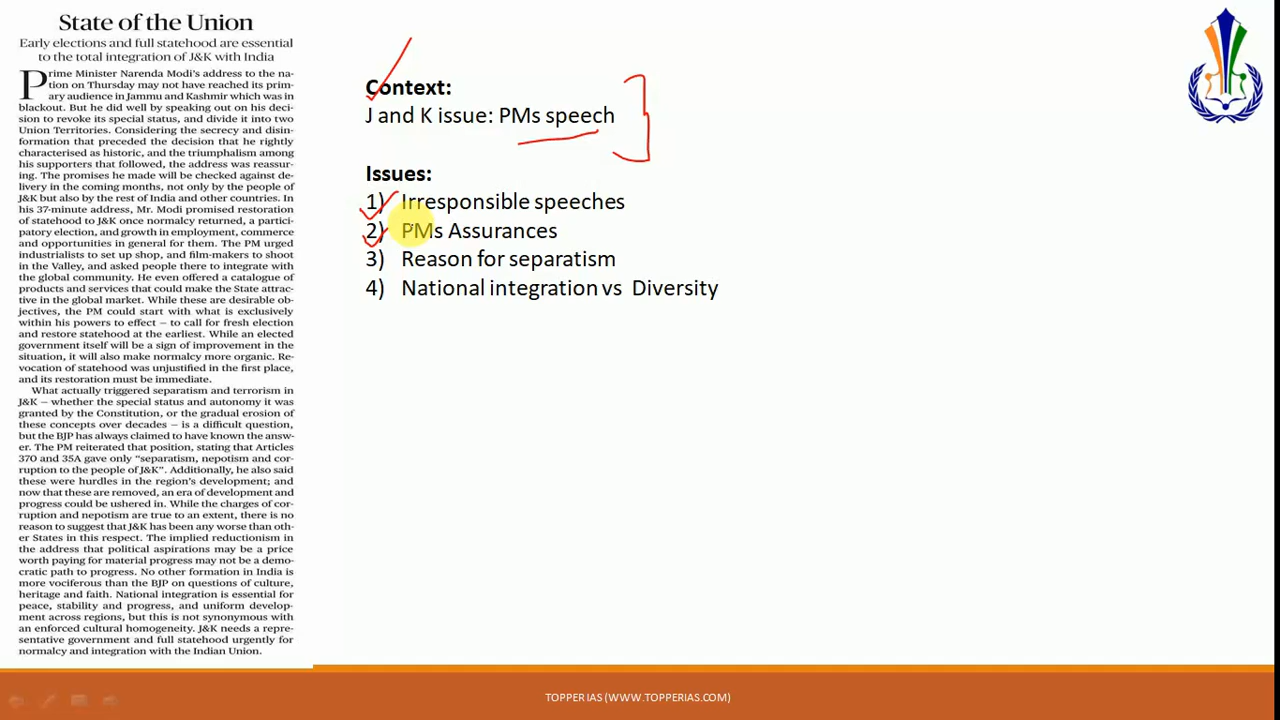 State of the Union
Early elections and full statehood are essential
to the total integration of J&K with India
Prime Minister Narenda Modi's address to the na-
tion on Thursday may not have reached its prim-
ary audience in Jammu and Kashmir which was in
blackout. But he did well by speaking out on his deci-
sion to revoke its special status, and divide it into two
Union Territories. Considering the secrecy and disin-
formation that preceded the decision that he rightly
characterised as historic, and the triumphalism among
his supporters that followed, the address was reassur-
ing. The promises he made will be checked against de-
livery in the coming months, not only by the people of
J&K but also by the rest of India and other countries. In
his 37-minute address, Mr. Modi promised restoration
of statehood to J&K once normalcy returned, a partici-
patory election, and growth in employment, commerce
and opportunities in general for them. The PM urged
industrialists to set up shop, and film-makers to shoot
in the Valley, and asked people there to integrate with
the global community. He even offered a catalogue of
products and services that could make the State attrac-
tive in the global market. While these are desirable ob-
jectives, the PM could start with what is exclusively
within his powers to effect – to call for fresh election
and restore statehood at the earliest. While an elected
government itself will be a sign of improvement in the
situation, it will also make normalcy more organic. Re-
vocation of statehood was unjustified in the first place,
and its restoration must be immediate.
What actually triggered separatism and terrorism in
J&K – whether the special status and autonomy it was
granted by the Constitution, or the gradual erosion of
these concepts over decades – is a difficult question,
but the BJP has always claimed to have known the answ-
er. The PM reiterated that position, stating that Articles
370 and 35A gave only "separatism, nepotism and cor-
ruption to the people of J&K". Additionally, he also said
these were hurdles in the region's development; and
now that these are removed, an era of development and
progress could be ushered in. While the charges of cor-
ruption and nepotism are true to an extent, there is no
reason to suggest that J&K has been any worse than oth-
er States in this respect. The implied reductionism in
the address that political aspirations may be a price
worth paying for material progress may not be a demo-
cratic path to progress. No other formation in India is
more vociferous than the BJP on questions of culture,
heritage and faith. National integration is essential for
peace, stability and progress, and uniform develop-
ment across regions, but this is not synonymous with
an enforced cultural homogeneity. J&K needs a repre-
sentative government and full statehood urgently for
normalcy and integration with the Indian Union.
Context:
J and K issue: PMs speech
Issues:
1) Irresponsible speeches
2) PMs Assurances
3) Reason for separatism
4) National integration vs Diversity
TOPPER IAS (WWW.TOPPERIAS.COM)